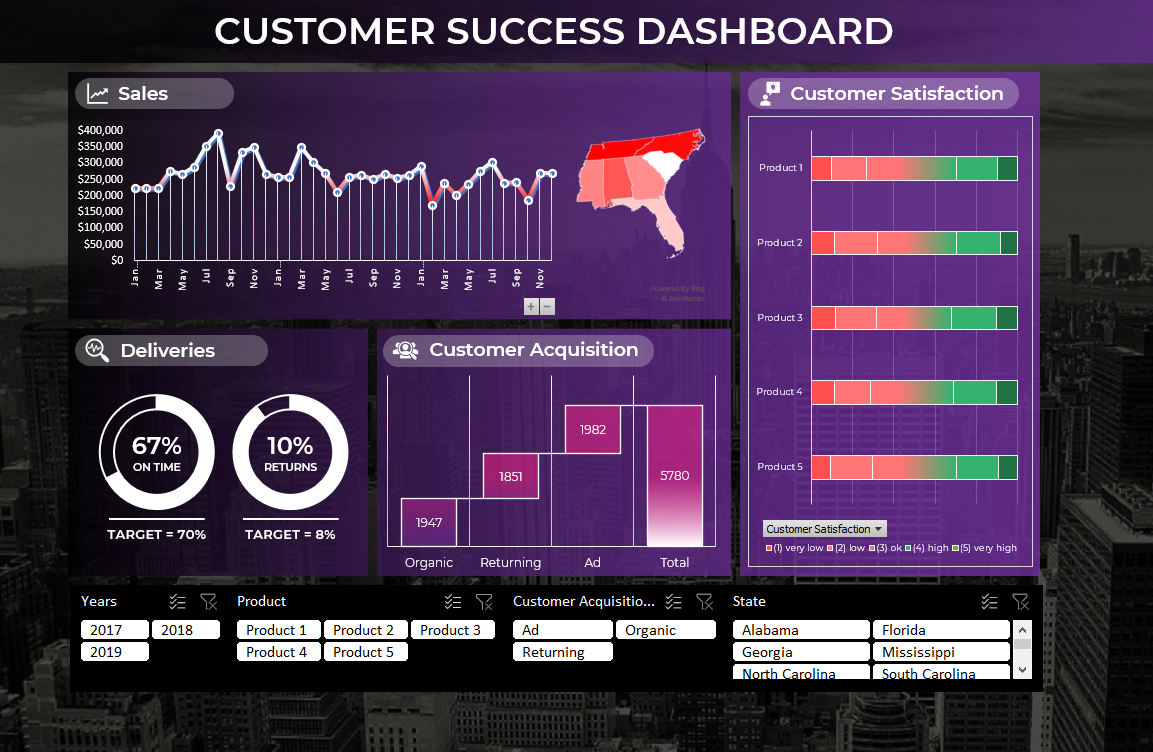 CUSTOMER SUCCESS DASHBOARD
Sales
$400,000
$350,000
$300,000
$250,000
$200,000
$150,000
$100,000
$50,000
$0
Jan Mar May Jul Sep Nov Jan Mar May Jul Sep Nov Jan Mar May Jul Sep Nov
Powered by Bing
© GeoNames
+ −
Customer Satisfaction
Product 1
Product 2
Product 3
Product 4
Product 5
Customer Satisfaction
(1) very low (2) low (3) ok (4) high (5) very high
Deliveries
67%
ON TIME
TARGET = 70%
10%
RETURNS
TARGET = 8%
Customer Acquisition
1947
1851
1982
5780
Organic Returning Ad Total
Years
2017 2018
2019
Product
Product 1 Product 2 Product 3
Product 4 Product 5
Customer Acquisitio...
Ad Organic
Returning
State
Alabama Florida
Georgia Mississippi
North Carolina South Carolina